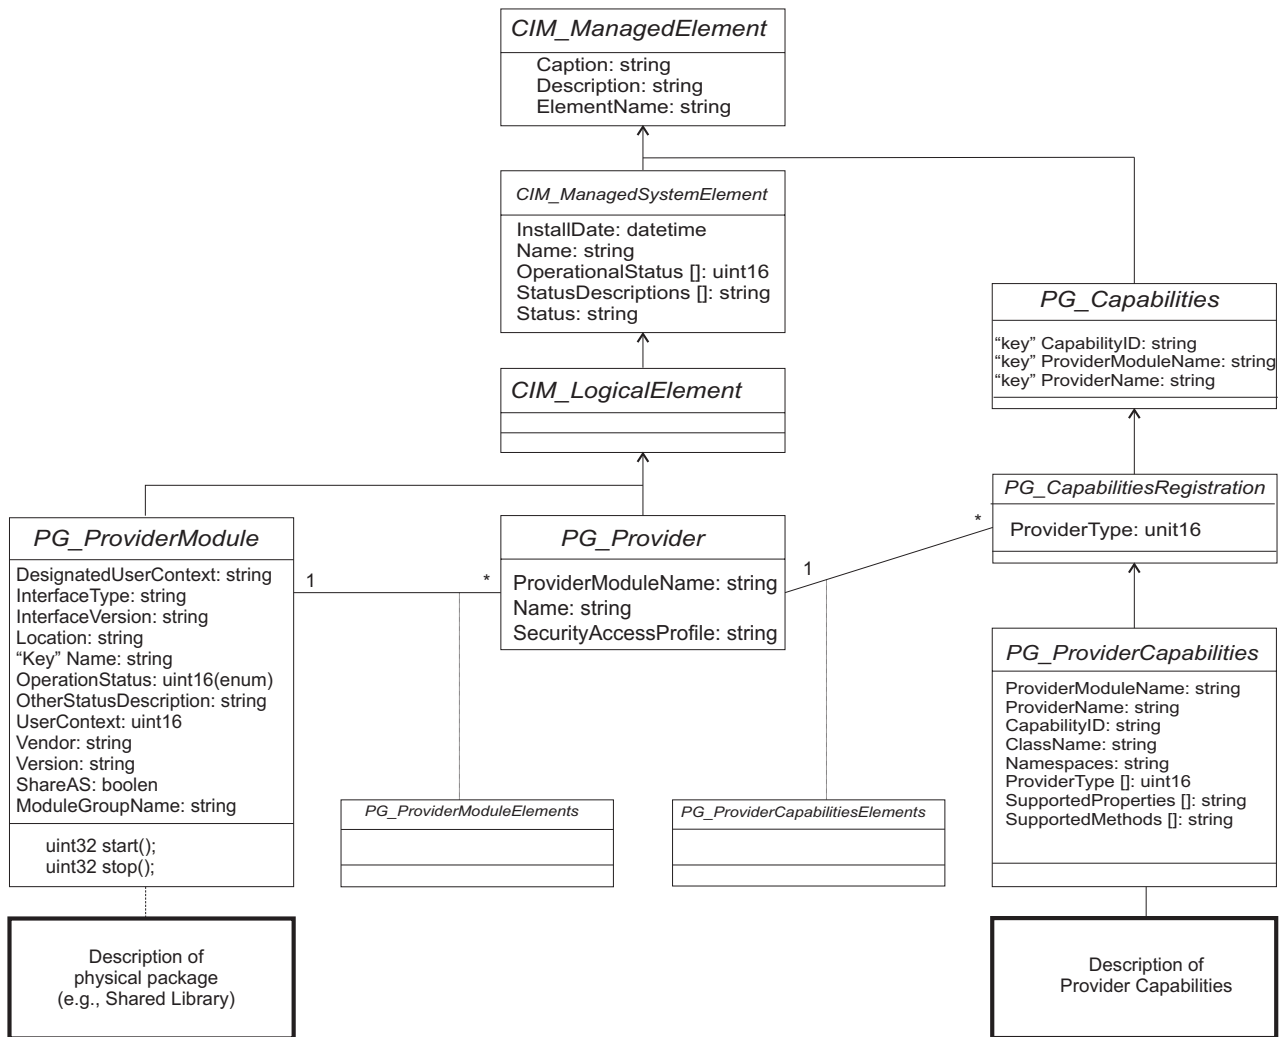 CIM_ManagedElement
Caption: string
Description: string
ElementName: string
CIM_ManagedSystemElement
InstallDate: datetime
Name: string
OperationalStatus []: uint16
StatusDescriptions []: string
Status: string
PG_Capabilities
“key” CapabilityID: string
“key” ProviderModuleName: string
“key” ProviderName: string
CIM_LogicalElement
PG_CapabilitiesRegistration
ProviderType: unit16
PG_ProviderModule
DesignatedUserContext: string
InterfaceType: string
InterfaceVersion: string
Location: string
“Key” Name: string
OperationStatus: uint16(enum)
OtherStatusDescription: string
UserContext: uint16
Vendor: string
Version: string
ShareAS: boolen
ModuleGroupName: string
uint32 start();
uint32 stop();
1
*
PG_Provider
ProviderModuleName: string
Name: string
SecurityAccessProfile: string
1
*
PG_ProviderCapabilities
ProviderModuleName: string
ProviderName: string
CapabilityID: string
ClassName: string
Namespaces: string
ProviderType []: uint16
SupportedProperties []: string
SupportedMethods []: string
PG_ProviderModuleElements
PG_ProviderCapabilitiesElements
Description of
physical package
(e.g., Shared Library)
Description of
Provider Capabilities